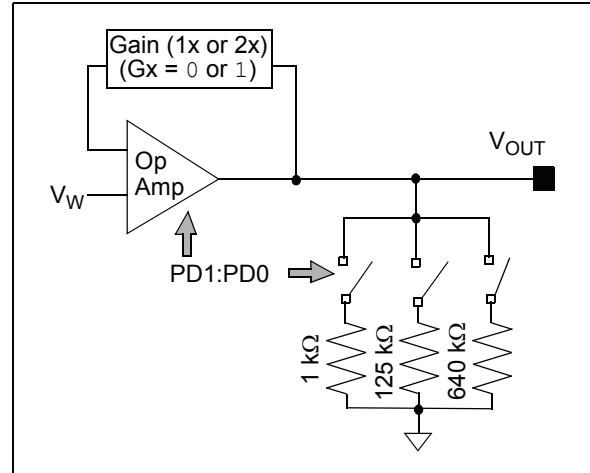 Gain (1x or 2x)
(Gx = 0 or 1)
Op
Amp
VW
VOUT
PD1:PD0
1 kΩ
125 kΩ
640 kΩ